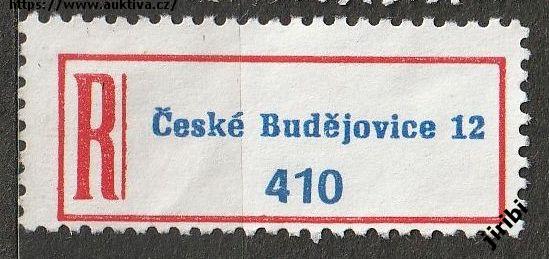 https://www.auktiva.cz/
R
České Budějovice 12
410
jiribi